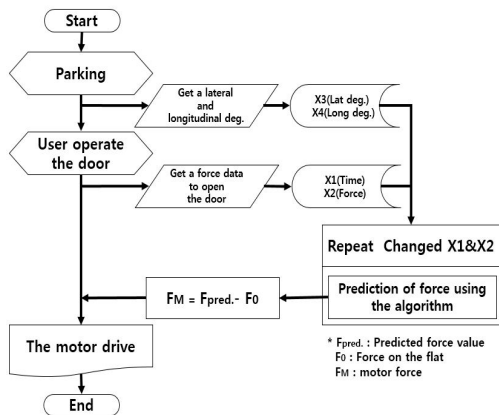 Start
Parking
Get a lateral
and
longitudinal deg.
X3(Lat deg.)
X4(Long deg.)
User operate
the door
Get a force data
to open
the door
X1(Time)
X2(Force)
Repeat Changed X1&X2
Prediction of force using
the algorithm
FM = Fpred.- F0
The motor drive
* Fpred. : Predicted force value
F0 : Force on the flat
FM : motor force
End